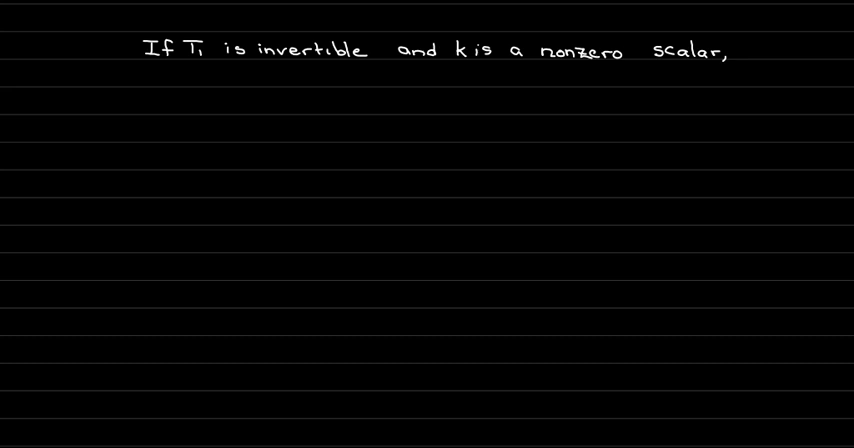 If T₁ is invertible and k is a nonzero scalar,